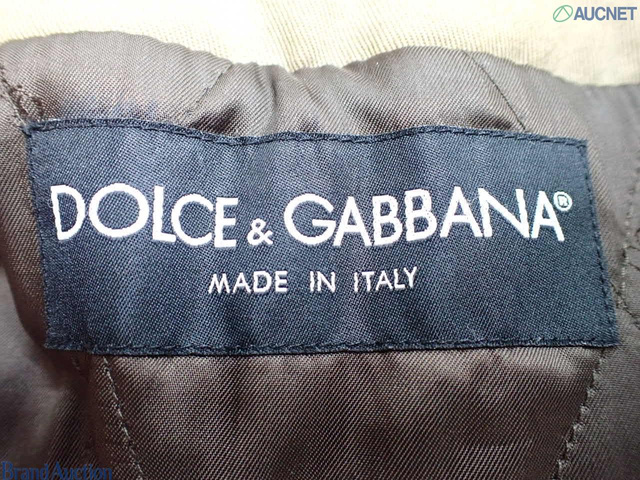 AUCNET
DOLCE & GABBANA®
MADE IN ITALY
Brand Auction